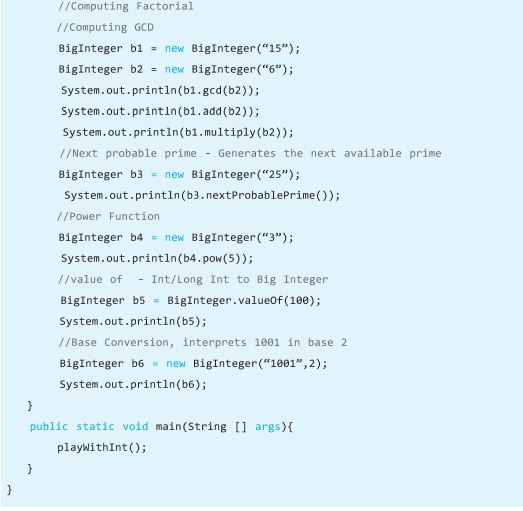 //Computing Factorial
//Computing GCD
BigInteger b1 = new BigInteger(“15”);
BigInteger b2 = new BigInteger(“6”);
System.out.println(b1.gcd(b2));
System.out.println(b1.add(b2));
System.out.println(b1.multiply(b2));
//Next probable prime - Generates the next available prime
BigInteger b3 = new BigInteger(“25”);
System.out.println(b3.nextProbablePrime());
//Power Function
BigInteger b4 = new BigInteger(“3”);
System.out.println(b4.pow(5));
//value of  - Int/Long Int to Big Integer
BigInteger b5 = BigInteger.valueOf(100);
System.out.println(b5);
//Base Conversion, interprets 1001 in base 2
BigInteger b6 = new BigInteger(“1001”,2);
System.out.println(b6);
}
public static void main(String [] args){
playWithInt();
}
}